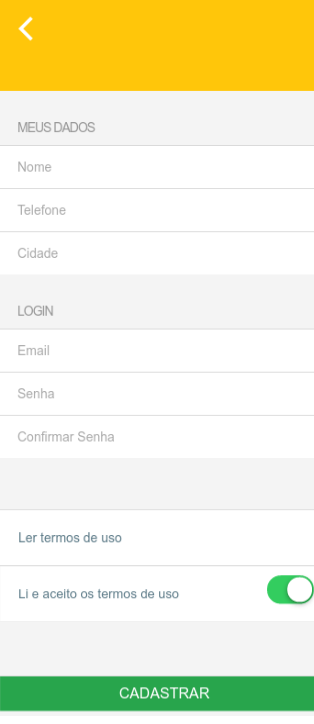 MEUS DADOS
Nome
Telefone
Cidade
LOGIN
Email
Senha
Confirmar Senha
Ler termos de uso
Li e aceito os termos de uso
CADASTRAR